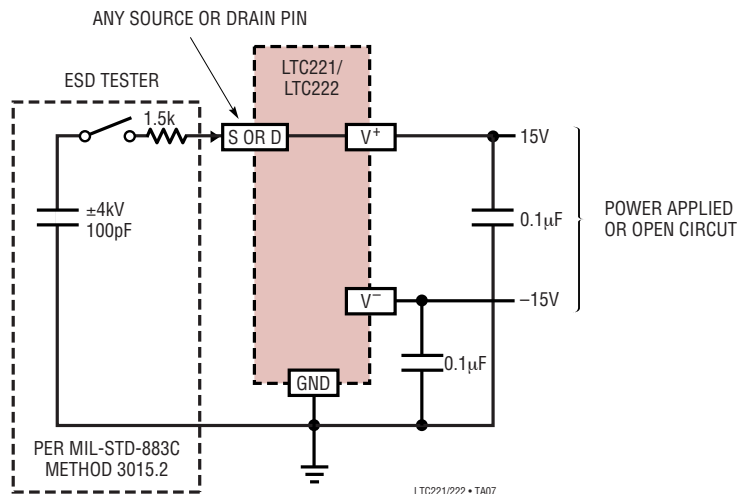 ANY SOURCE OR DRAIN PIN
LTC221/
LTC222
ESD TESTER
1.5k
S OR D
V+
15V
±4kV
100pF
0.1µF
POWER APPLIED
OR OPEN CIRCUT
V–
–15V
0.1µF
GND
PER MIL-STD-883C
METHOD 3015.2
LTC221/222 • TA07